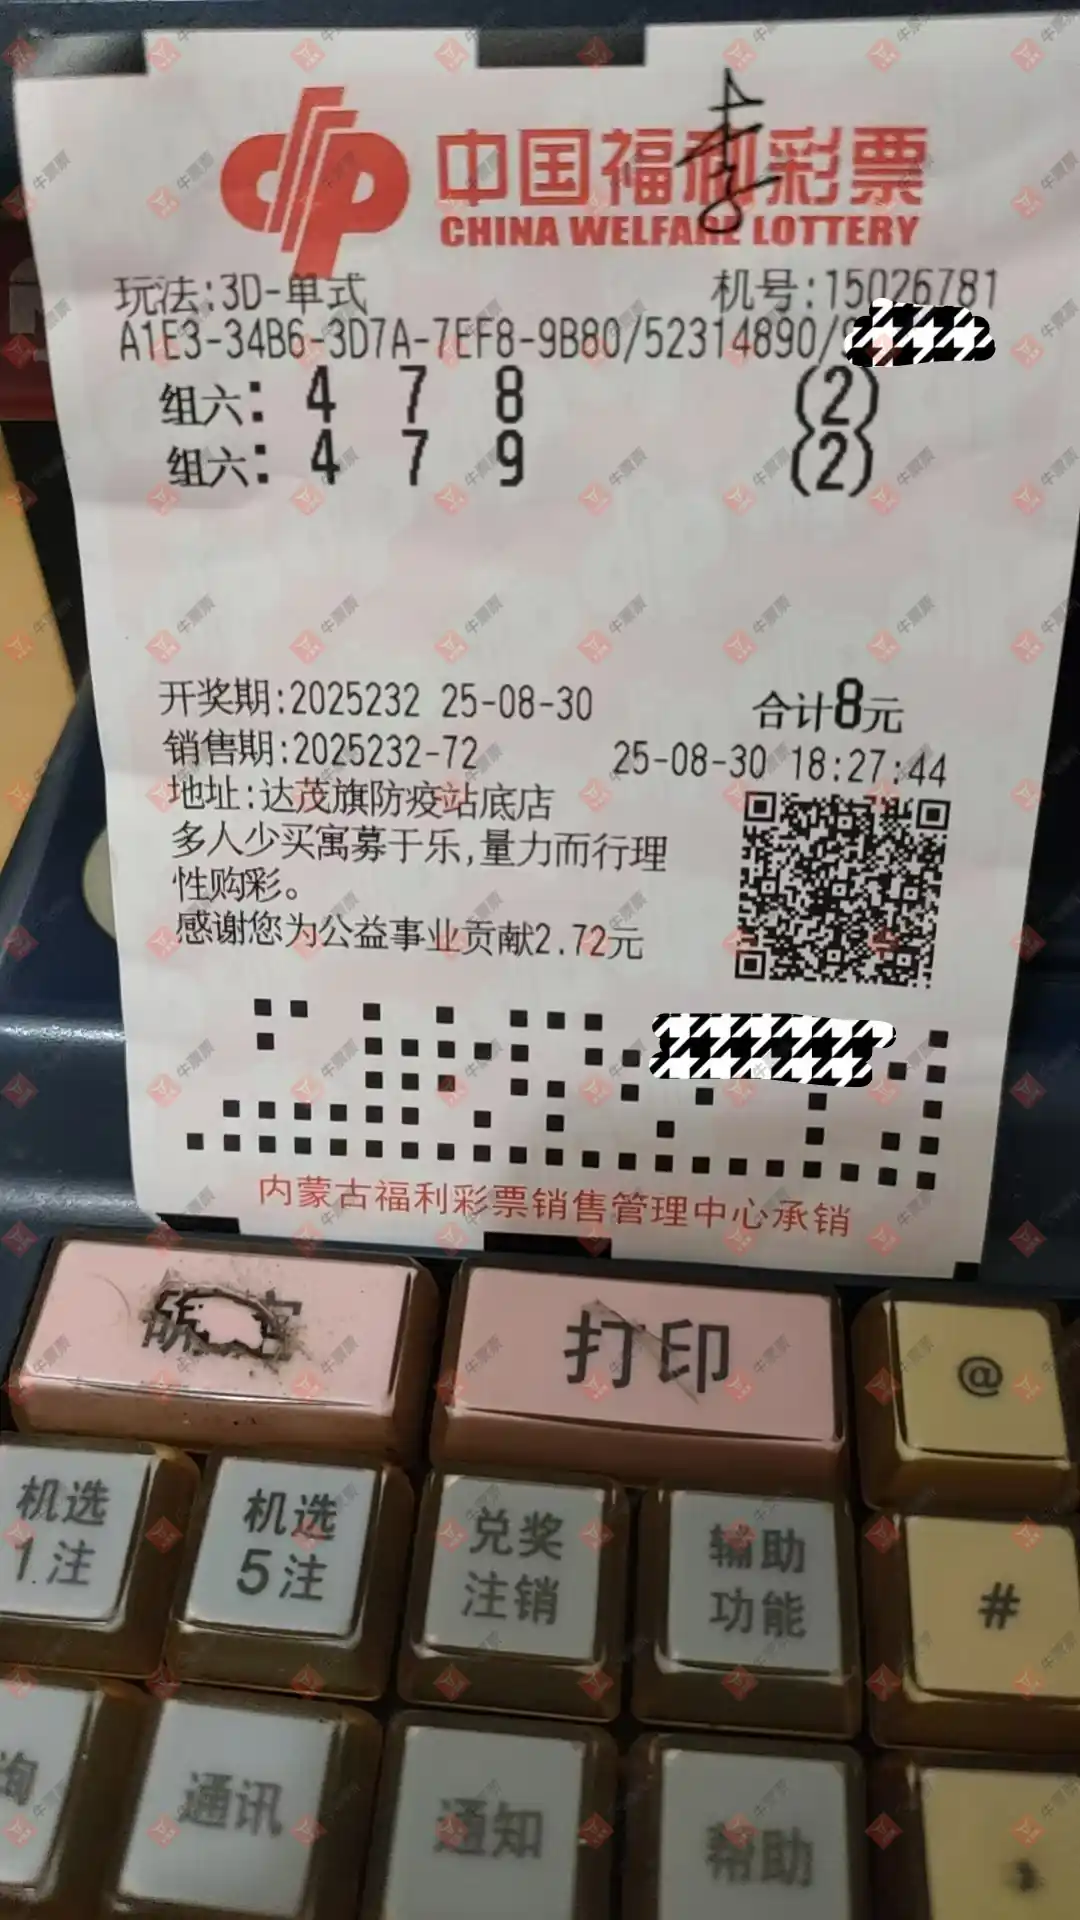 李
中国福利彩票
CHINA WELFARE LOTTERY
玩法:3D-单式 机号:15026781
A1E3-34B6-3D7A-7EF8-9B80/52314890/
组六: 4 7 8 (2)
组六: 4 7 9 (2)
开奖期:2025232 25-08-30 合计8元
销售期:2025232-72 25-08-30 18:27:44
地址:达茂旗防疫站底店
多人少买寓募于乐,量力而行理
性购彩。
感谢您为公益事业贡献2.72元
内蒙古福利彩票销售管理中心承销
打印 @
机选 机选 兑奖 辅助
1注 5注 注销 功能 #
询 通讯 通知 帮助
牛票票